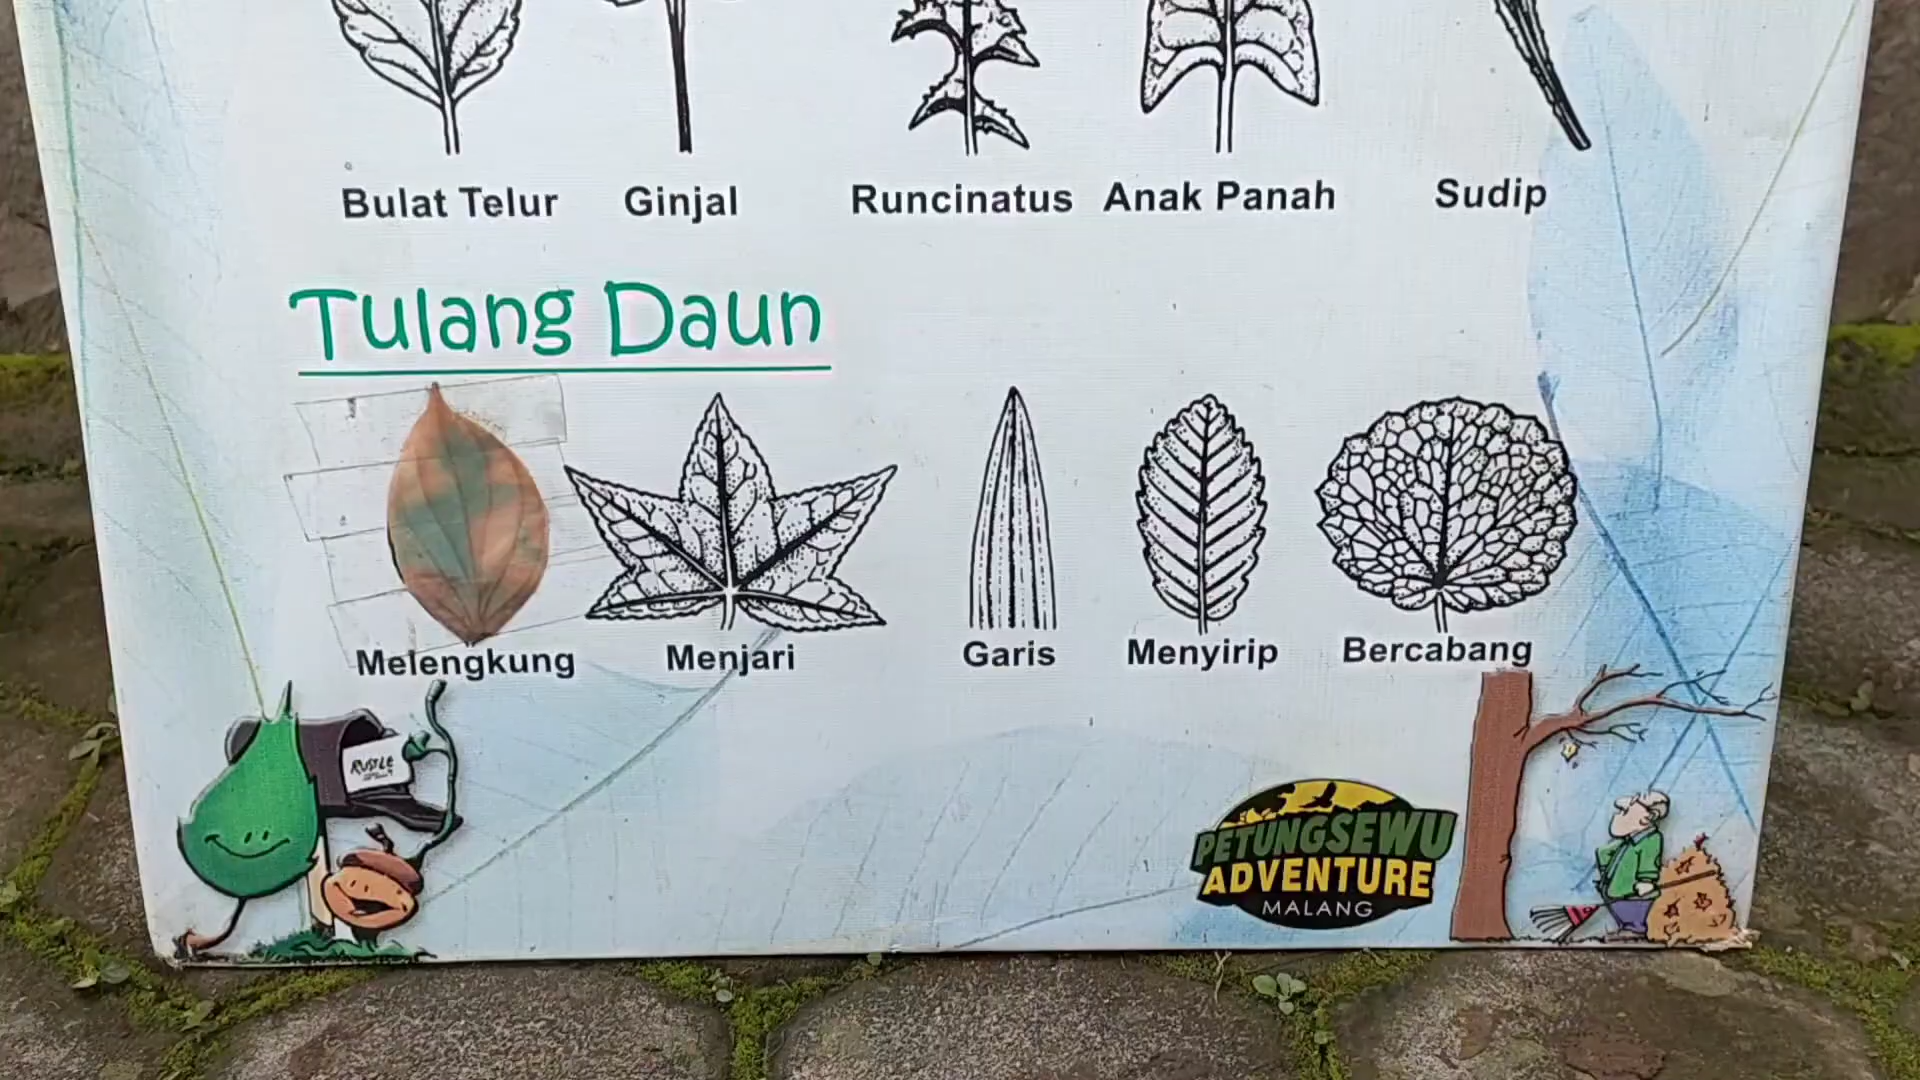 Bulat Telur Ginjal Runcinatus Anak Panah Sudip
Tulang Daun
Melengkung Menjari Garis Menyirip Bercabang
RUSTLE
PETUNGSEWU
ADVENTURE
MALANG